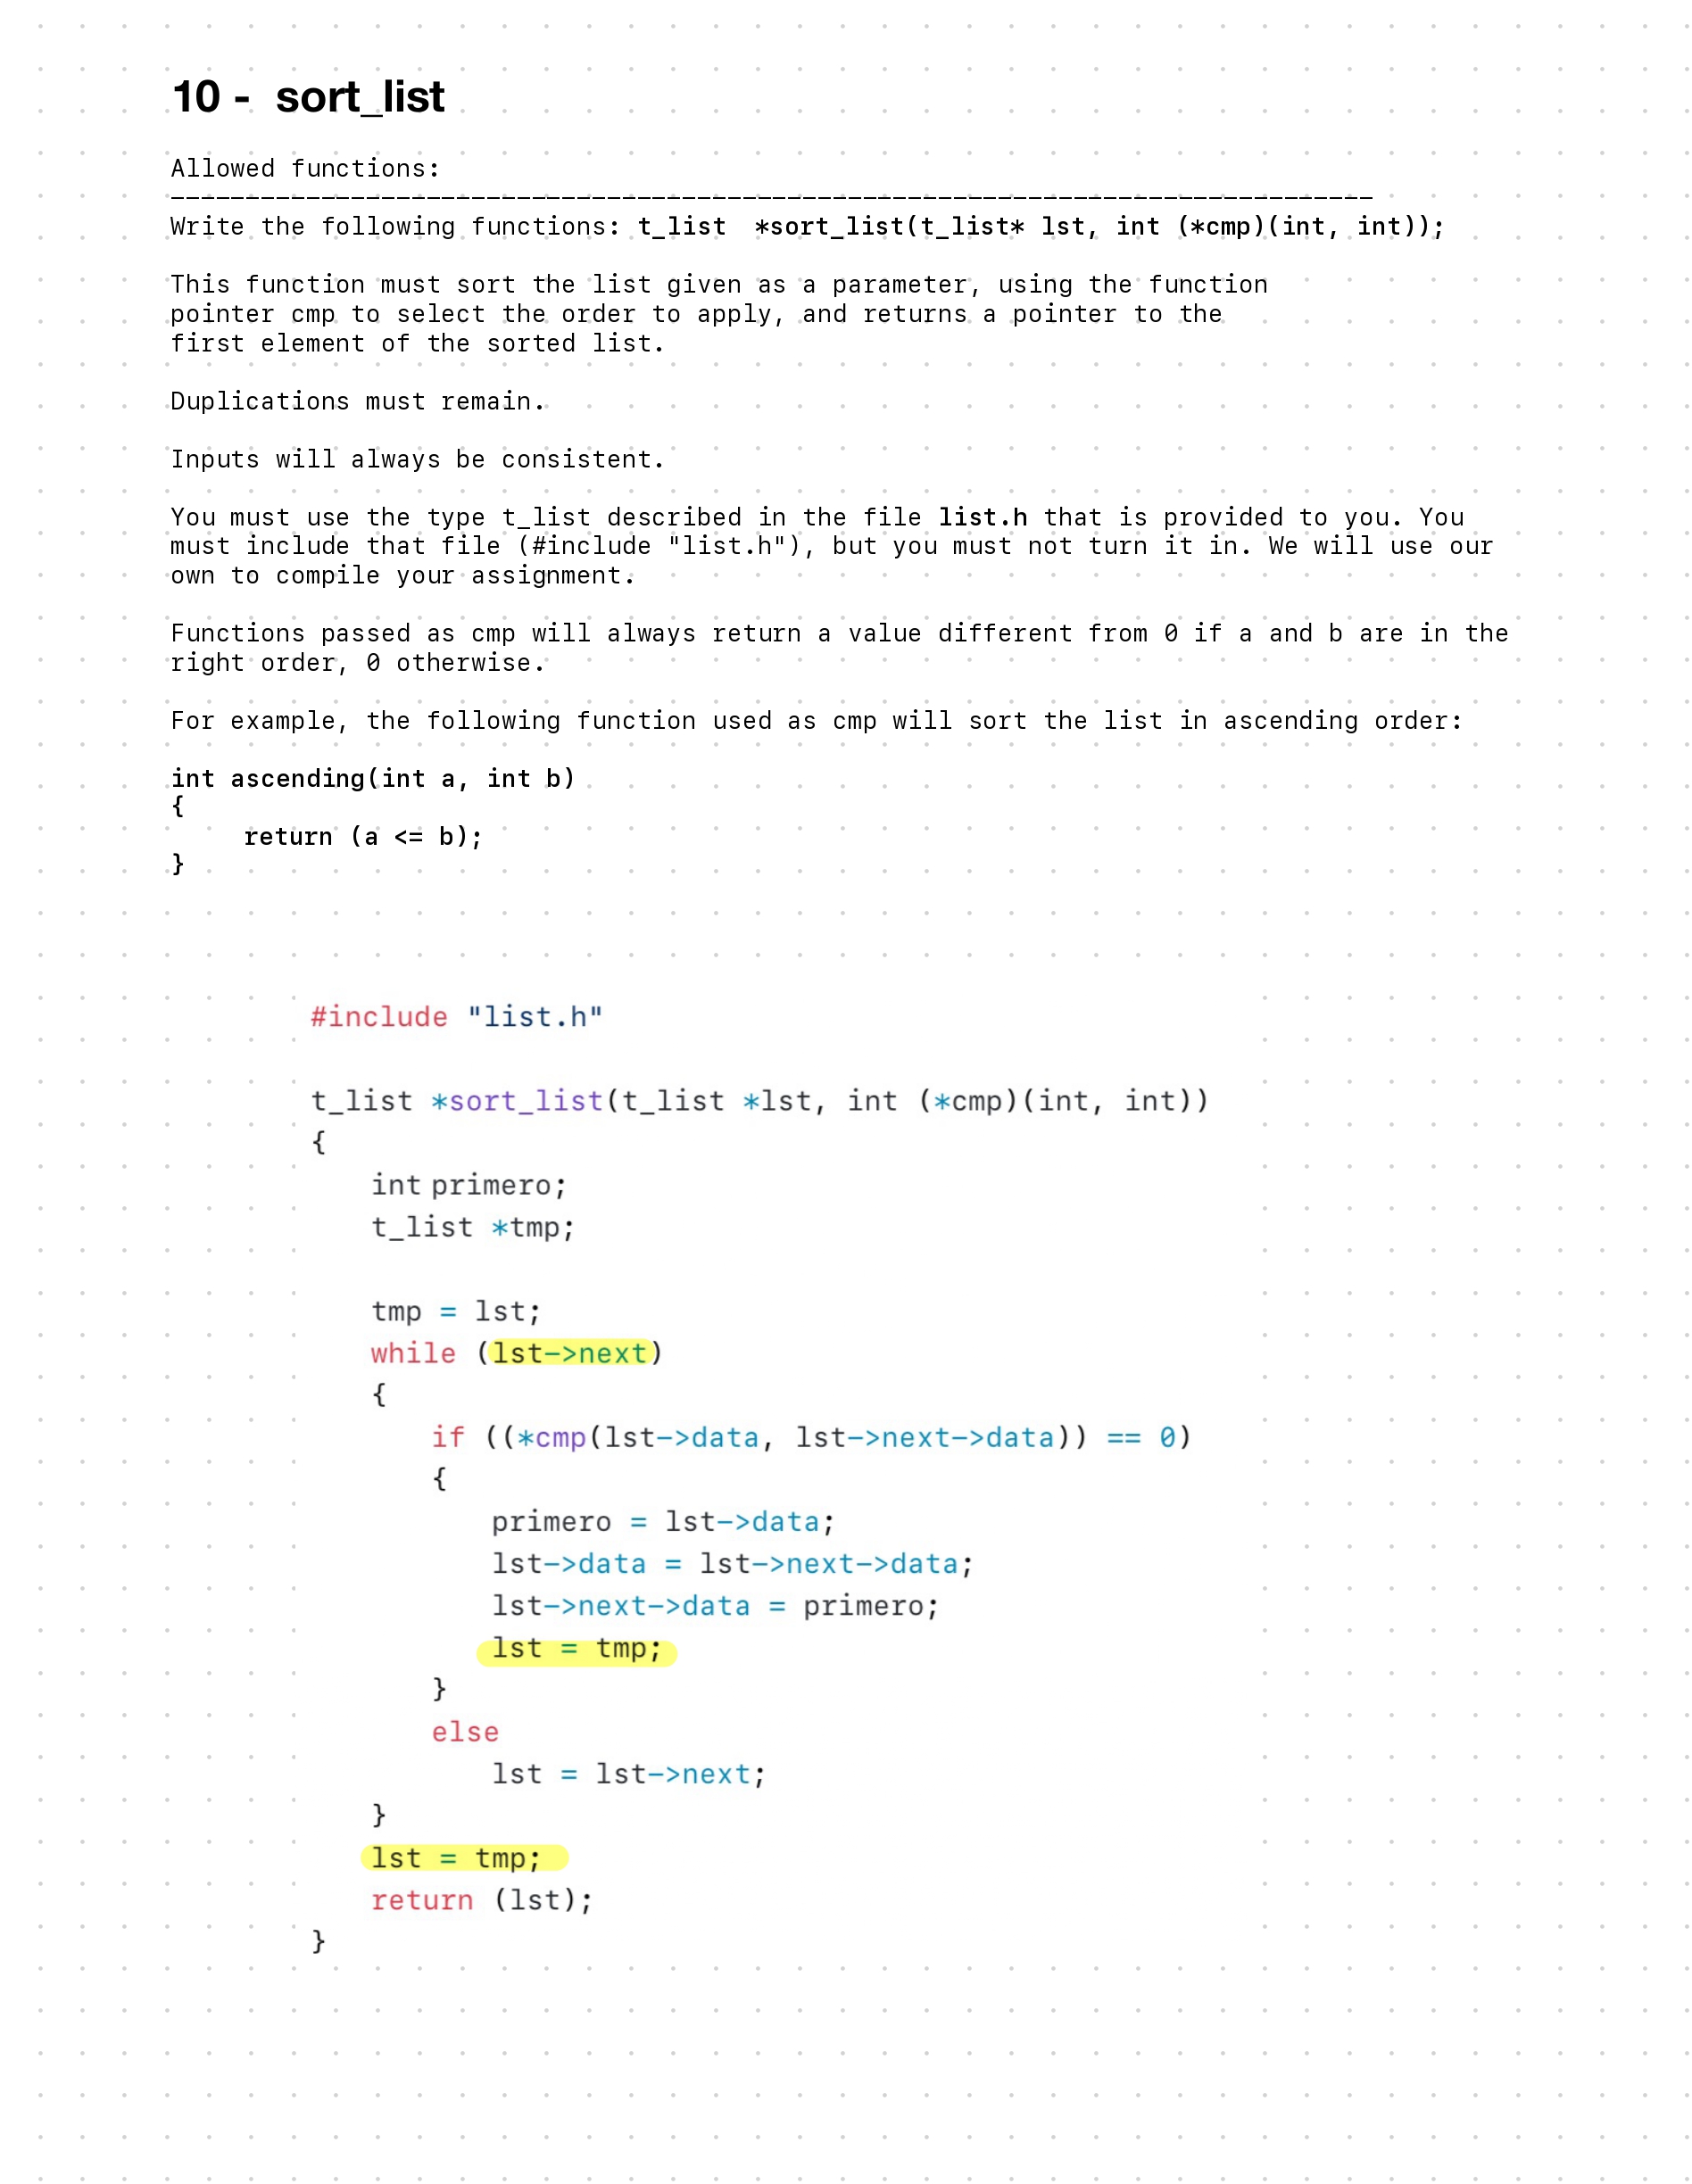 10 - sort_list
Allowed functions:
--------------------------------------------------------------------------------
Write the following functions: t_list  *sort_list(t_list* lst, int (*cmp)(int, int));
This function must sort the list given as a parameter, using the function
pointer cmp to select the order to apply, and returns a pointer to the
first element of the sorted list.
Duplications must remain.
Inputs will always be consistent.
You must use the type t_list described in the file list.h that is provided to you. You
must include that file (#include "list.h"), but you must not turn it in. We will use our
own to compile your assignment.
Functions passed as cmp will always return a value different from 0 if a and b are in the
right order, 0 otherwise.
For example, the following function used as cmp will sort the list in ascending order:
int ascending(int a, int b)
{
     return (a <= b);
}
#include "list.h"
t_list *sort_list(t_list *lst, int (*cmp)(int, int))
{
    int primero;
    t_list *tmp;
    tmp = lst;
    while (lst->next)
    {
        if ((*cmp(lst->data, lst->next->data)) == 0)
        {
            primero = lst->data;
            lst->data = lst->next->data;
            lst->next->data = primero;
            lst = tmp;
        }
        else
            lst = lst->next;
    }
    lst = tmp;
    return (lst);
}